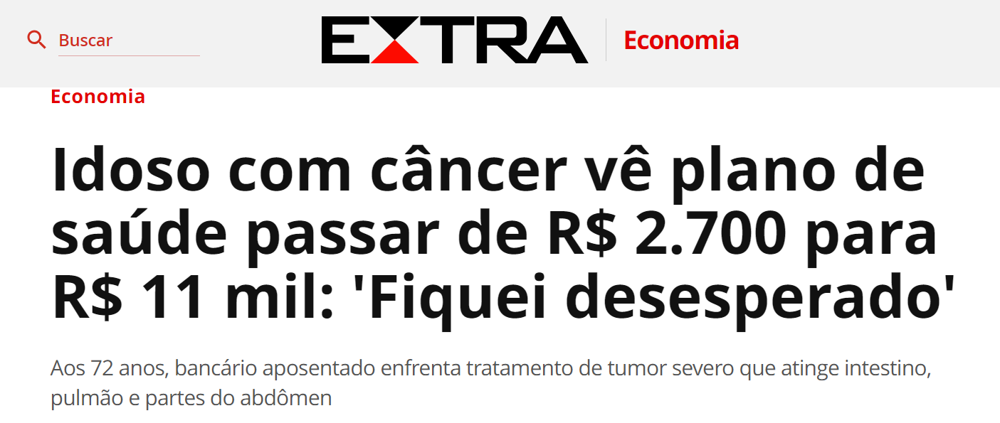 Buscar
EXTRA
Economia
Economia
Idoso com câncer vê plano de
saúde passar de R$ 2.700 para
R$ 11 mil: 'Fiquei desesperado'
Aos 72 anos, bancário aposentado enfrenta tratamento de tumor severo que atinge intestino,
pulmão e partes do abdômen